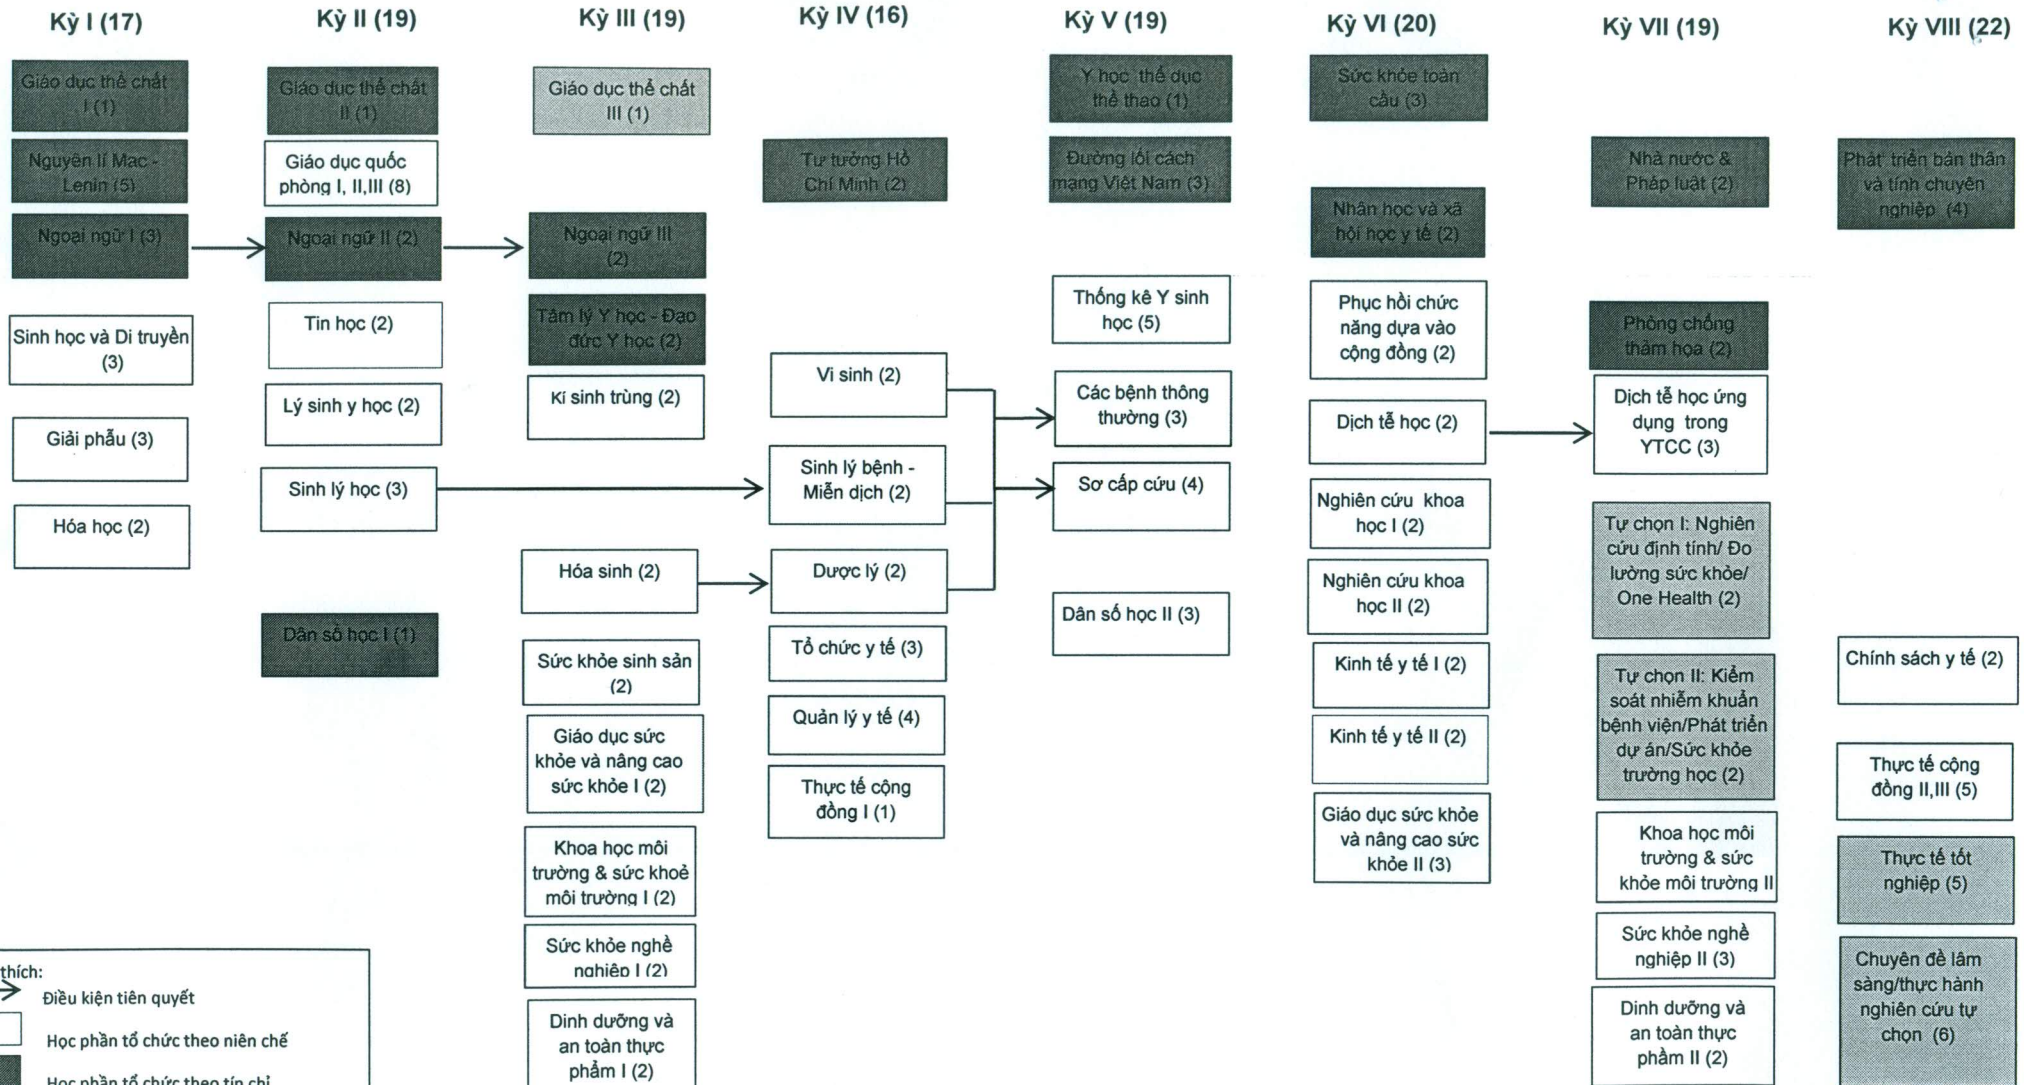 Kỳ I (17)
Giáo dục thể chất
I (1)
Nguyên lí Mac -
Lenin (5)
Ngoại ngữ I (3)
Sinh học và Di truyền
(3)
Giải phẫu (3)
Hóa học (2)
Kỳ II (19)
Giáo dục thể chất
II (1)
Giáo dục quốc
phòng I, II,III (8)
Ngoại ngữ II (2)
Tin học (2)
Lý sinh y học (2)
Sinh lý học (3)
Dân số học I (1)
Kỳ III (19)
Giáo dục thể chất
III (1)
Ngoại ngữ III
(2)
Tâm lý Y học - Đạo
đức Y học (2)
Kí sinh trùng (2)
Hóa sinh (2)
Sức khỏe sinh sản
(2)
Giáo dục sức
khỏe và nâng cao
sức khỏe I (2)
Khoa học môi
trường & sức khoẻ
môi trường I (2)
Sức khỏe nghề
nghiệp I (2)
Dinh dưỡng và
an toàn thực
phẩm I (2)
Kỳ IV (16)
Tư tưởng Hồ
Chí Minh (2)
Vi sinh (2)
Sinh lý bệnh -
Miễn dịch (2)
Dược lý (2)
Tổ chức y tế (3)
Quản lý y tế (4)
Thực tế cộng
đồng I (1)
Kỳ V (19)
Y học thể dục
thể thao (1)
Đường lối cách
mạng Việt Nam (3)
Thống kê Y sinh
học (5)
Các bệnh thông
thường (3)
Sơ cấp cứu (4)
Dân số học II (3)
Kỳ VI (20)
Sức khỏe toàn
cầu (3)
Nhân học và xã
hội học y tế (2)
Phục hồi chức
năng dựa vào
cộng đồng (2)
Dịch tễ học (2)
Nghiên cứu khoa
học I (2)
Nghiên cứu khoa
học II (2)
Kinh tế y tế I (2)
Kinh tế y tế II (2)
Giáo dục sức khỏe
và nâng cao sức
khỏe II (3)
Kỳ VII (19)
Nhà nước &
Pháp luật (2)
Phòng chống
thảm họa (2)
Dịch tễ học ứng
dụng trong
YTCC (3)
Tự chọn I: Nghiên
cứu định tính/ Đo
lường sức khỏe/
One Health (2)
Tự chọn II: Kiểm
soát nhiễm khuẩn
bệnh viện/Phát triển
dự án/Sức khỏe
trường học (2)
Khoa học môi
trường & sức
khỏe môi trường II
Sức khỏe nghề
nghiệp II (3)
Dinh dưỡng và
an toàn thực
phẩm II (2)
Kỳ VIII (22)
Phát triển bản thân
và tính chuyên
nghiệp (4)
Chính sách y tế (2)
Thực tế cộng
đồng II,III (5)
Thực tế tốt
nghiệp (5)
Chuyên đề lâm
sàng/thực hành
nghiên cứu tự
chọn (6)
thích:
Điều kiện tiên quyết
Học phần tổ chức theo niên chế
Học phần tổ chức theo tín chỉ